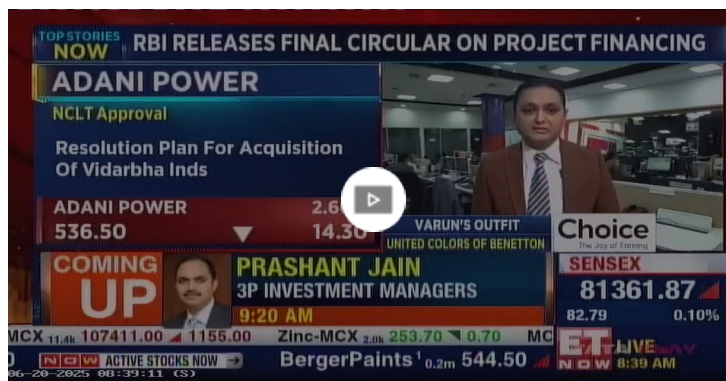 TOP STORIES
NOW
RBI RELEASES FINAL CIRCULAR ON PROJECT FINANCING
ADANI POWER
NCLT Approval
Resolution Plan For Acquisition
Of Vidarbha Inds
ADANI POWER 2.6
536.50 ▼ 14.30
VARUN'S OUTFIT
UNITED COLORS OF BENETTON
Choice
The Joy of Earning
COMING
UP
PRASHANT JAIN
3P INVESTMENT MANAGERS
9:20 AM
SENSEX
81361.87
82.79 0.10%
MCX 11.4k 107411.00 1155.00 Zinc-MCX 2.0k 253.70 0.70 MC
NOW ACTIVE STOCKS NOW BergerPaints¹ 0.2m 544.50
ET
NOW
LIVE
8:39 AM
06-20-2025 08:39:11 (S)